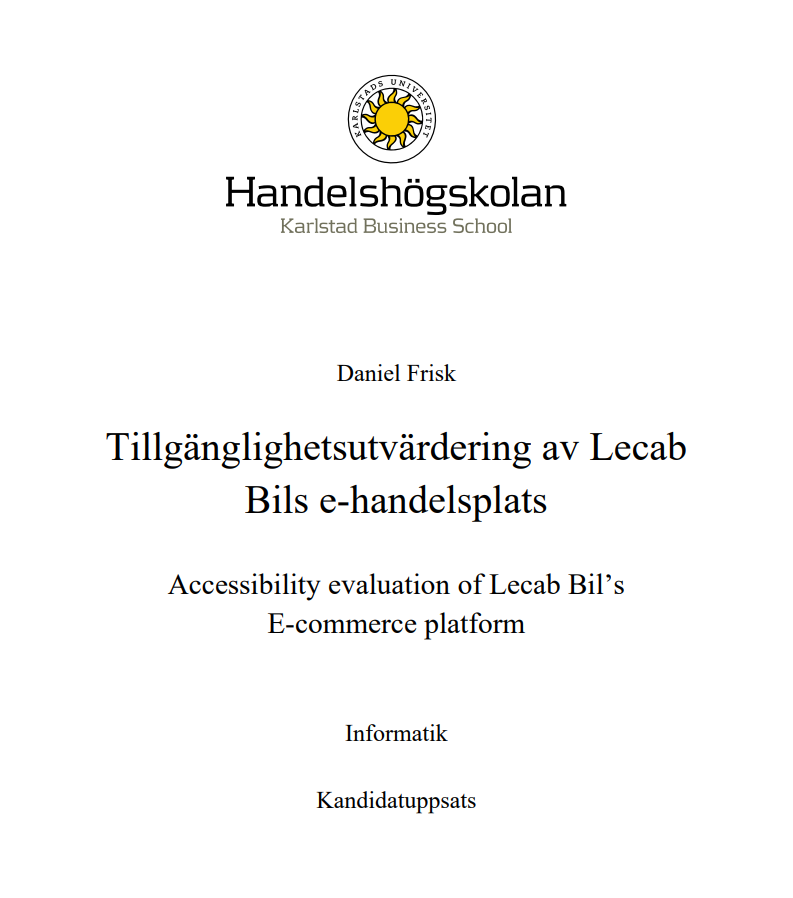 KARLSTADS UNIVERSITET
Handelshögskolan
Karlstad Business School
Daniel Frisk
Tillgänglighetsutvärdering av Lecab
Bils e-handelsplats
Accessibility evaluation of Lecab Bil’s
E-commerce platform
Informatik
Kandidatuppsats